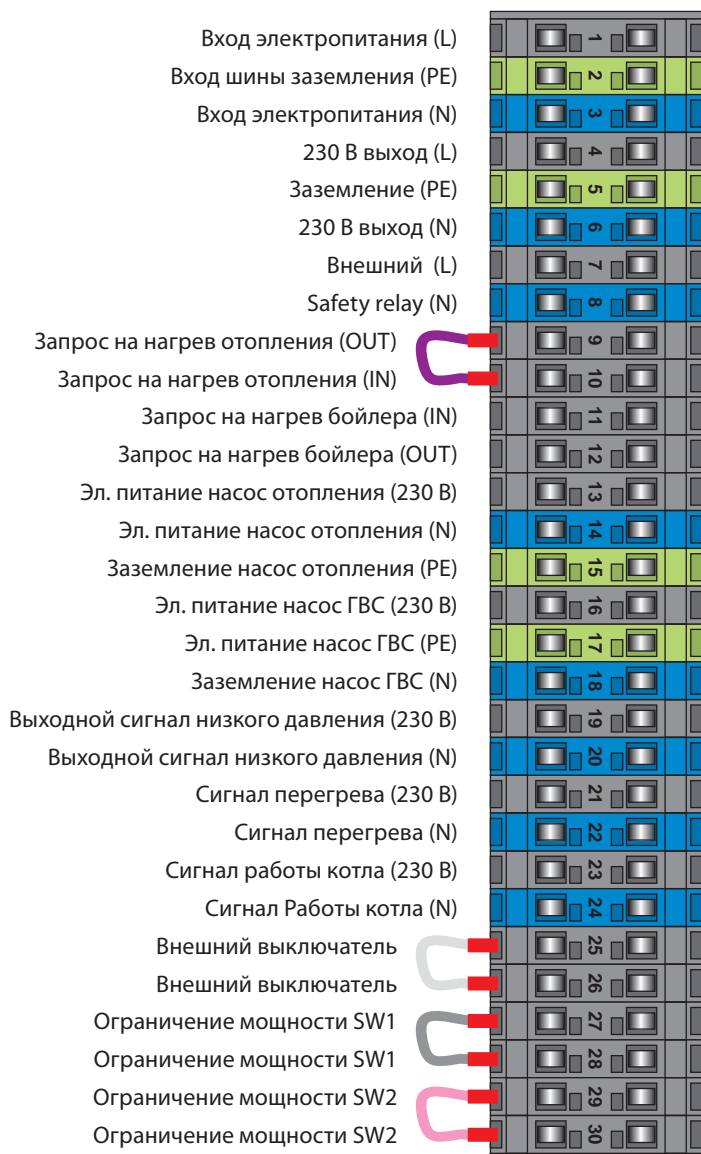 Вход электропитания (L) 1
Вход шины заземления (PE) 2
Вход электропитания (N) 3
230 В выход (L) 4
Заземление (PE) 5
230 В выход (N) 6
Внешний (L) 7
Safety relay (N) 8
Запрос на нагрев отопления (OUT) 9
Запрос на нагрев отопления (IN) 10
Запрос на нагрев бойлера (IN) 11
Запрос на нагрев бойлера (OUT) 12
Эл. питание насос отопления (230 В) 13
Эл. питание насос отопления (N) 14
Заземление насос отопления (PE) 15
Эл. питание насос ГВС (230 В) 16
Эл. питание насос ГВС (PE) 17
Заземление насос ГВС (N) 18
Выходной сигнал низкого давления (230 В) 19
Выходной сигнал низкого давления (N) 20
Сигнал перегрева (230 В) 21
Сигнал перегрева (N) 22
Сигнал работы котла (230 В) 23
Сигнал Работы котла (N) 24
Внешний выключатель 25
Внешний выключатель 26
Ограничение мощности SW1 27
Ограничение мощности SW1 28
Ограничение мощности SW2 29
Ограничение мощности SW2 30